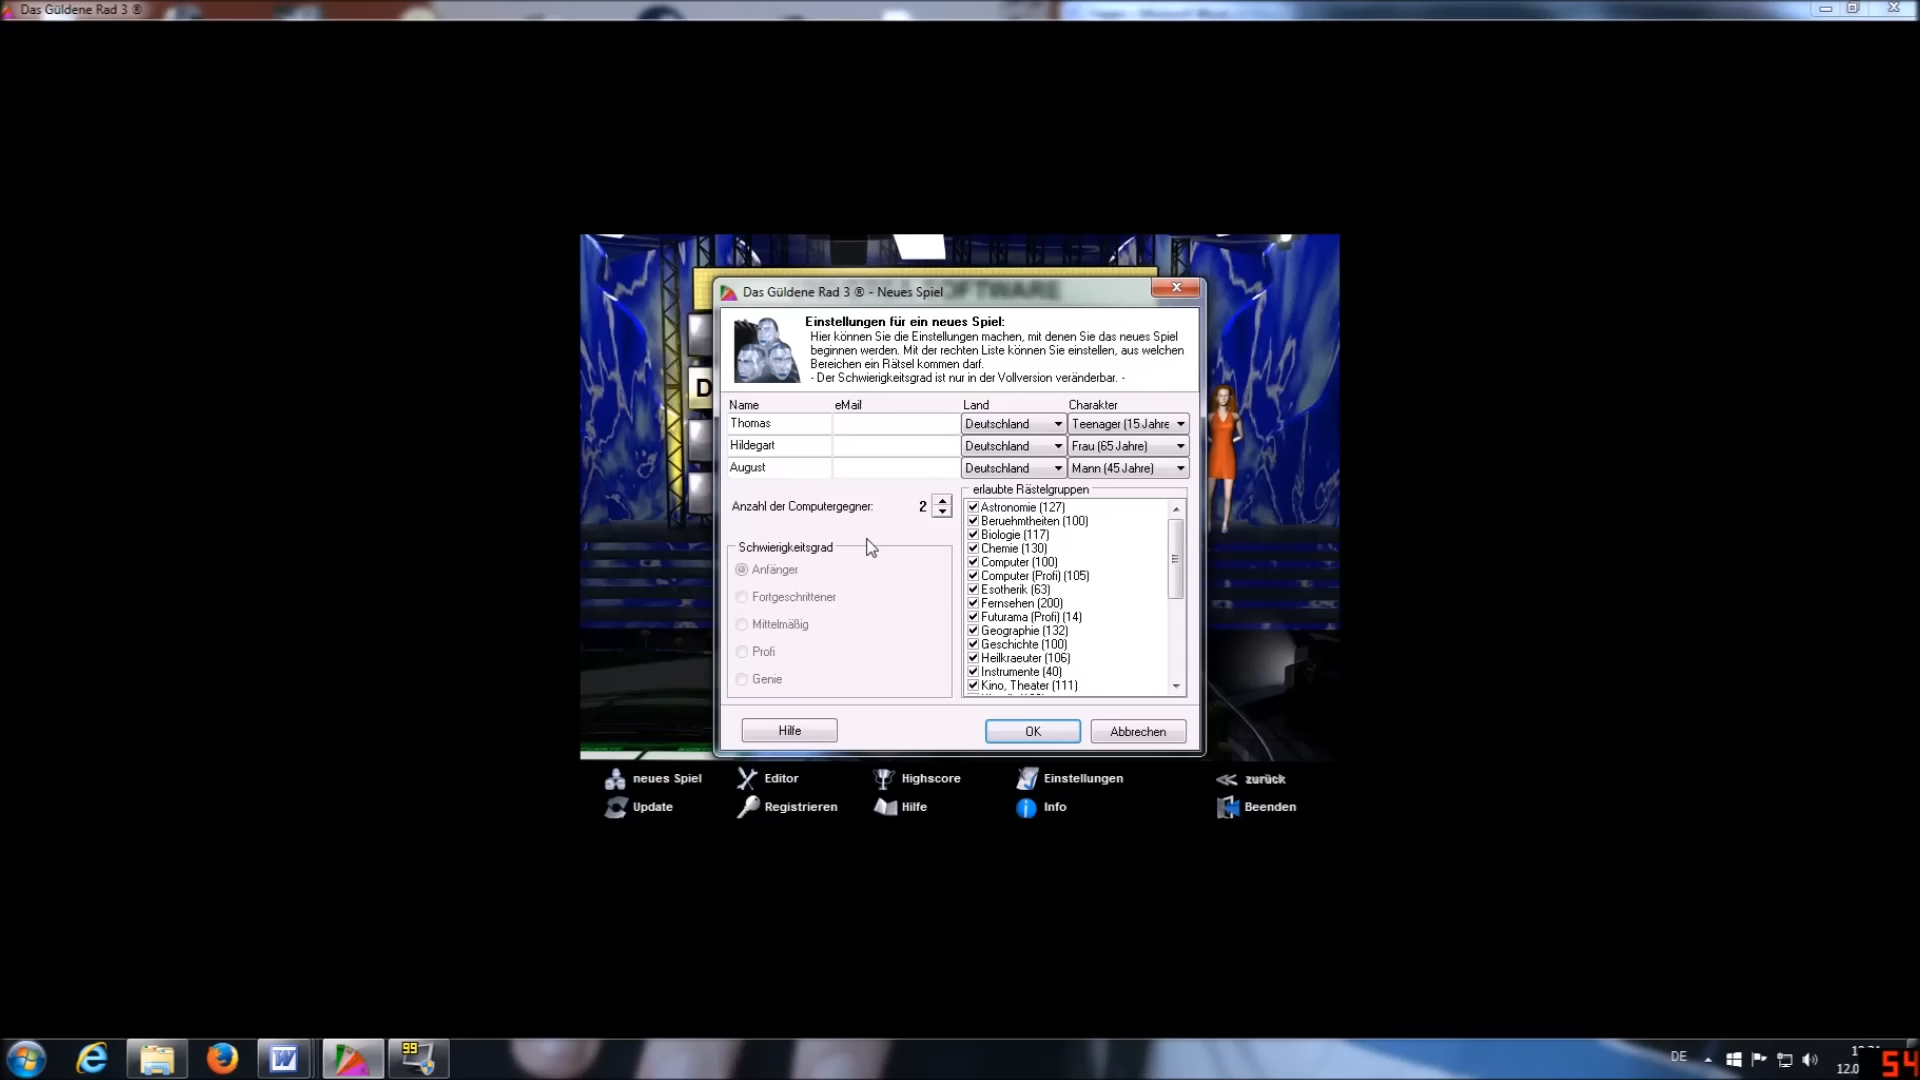 Das Güldene Rad 3 ®
OFTWARE
Das Güldene Rad 3 ® - Neues Spiel
Einstellungen für ein neues Spiel:
Hier können Sie die Einstellungen machen, mit denen Sie das neues Spiel
beginnen werden. Mit der rechten Liste können Sie einstellen, aus welchen
Bereichen ein Rätsel kommen darf.
- Der Schwierigkeitsgrad ist nur in der Vollversion veränderbar. -
D
Name eMail Land Charakter
Thomas Deutschland Teenager (15 Jahre
Hildegart Deutschland Frau (65 Jahre)
August Deutschland Mann (45 Jahre)
Anzahl der Computergegner: 2
Schwierigkeitsgrad
Anfänger
Fortgeschrittener
Mittelmäßig
Profi
Genie
erlaubte Rästelgruppen
Astronomie (127)
Beruehmtheiten (100)
Biologie (117)
Chemie (130)
Computer (100)
Computer (Profi) (105)
Esotherik (63)
Fernsehen (200)
Futurama (Profi) (14)
Geographie (132)
Geschichte (100)
Heilkraeuter (106)
Instrumente (40)
Kino, Theater (111)
Hilfe OK Abbrechen
neues Spiel Editor Highscore Einstellungen zurück
Update Registrieren Hilfe Info Beenden
99
DE
12.0
54